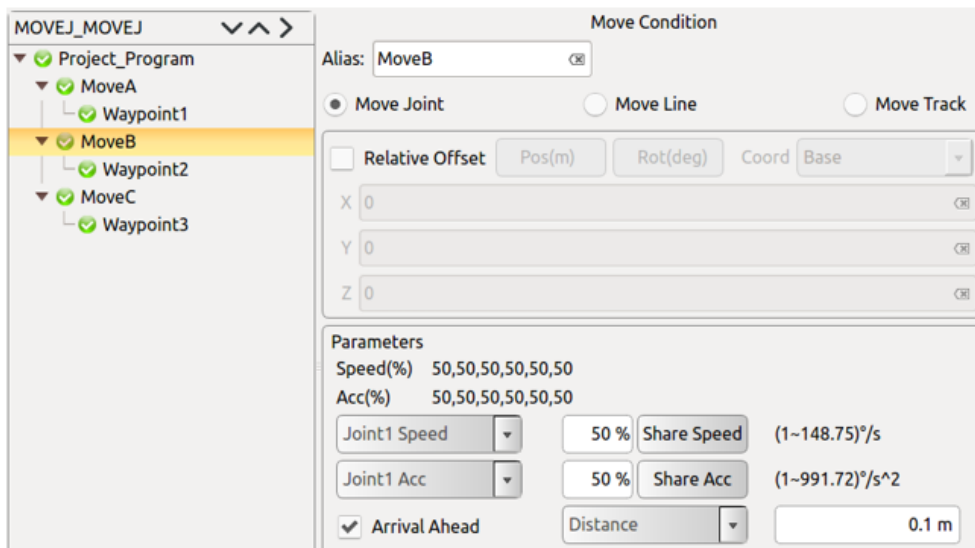 MOVEJ_MOVEJ
Project_Program
MoveA
Waypoint1
MoveB
Waypoint2
MoveC
Waypoint3
Move Condition
Alias: MoveB
Move Joint Move Line Move Track
Relative Offset Pos(m) Rot(deg) Coord Base
X 0
Y 0
Z 0
Parameters
Speed(%) 50,50,50,50,50,50
Acc(%) 50,50,50,50,50,50
Joint1 Speed 50 % Share Speed (1~148.75)°/s
Joint1 Acc 50 % Share Acc (1~991.72)°/s^2
Arrival Ahead Distance 0.1 m